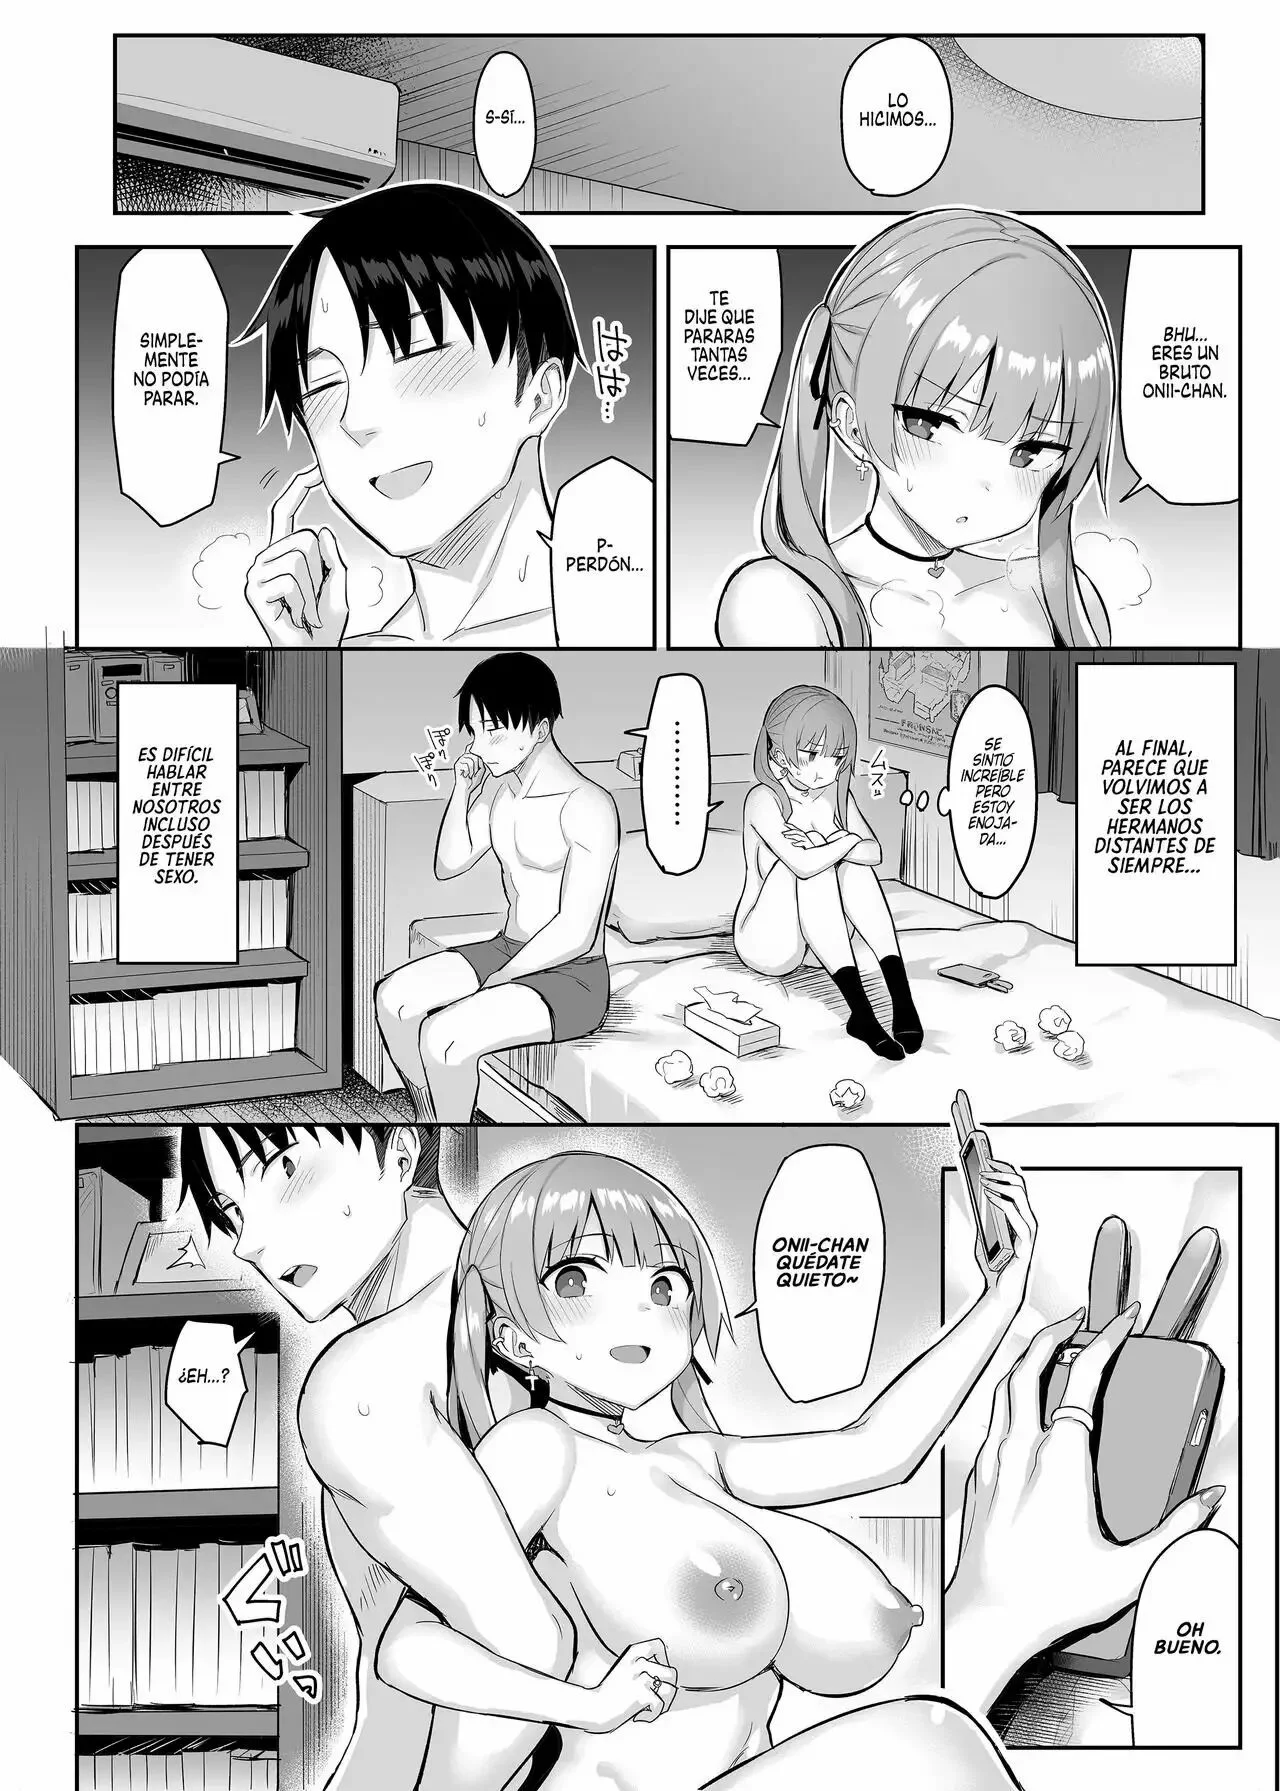 LO
HICIMOS...
S-SÍ...
BHU...
ERES UN
BRUTO
ONII-CHAN.
TE
DIJE QUE
PARARAS
TANTAS
VECES...
P-
PERDÓN...
SIMPLE-
MENTE
NO PODÍA
PARAR.
AL FINAL,
PARECE QUE
VOLVIMOS A
SER LOS
HERMANOS
DISTANTES DE
SIEMPRE...
SE
SINTIÓ
INCREÍBLE
PERO
ESTOY
ENOJA-
DA...
.........
ES DIFÍCIL
HABLAR
ENTRE
NOSOTROS
INCLUSO
DESPUÉS
DE TENER
SEXO.
OH
BUENO.
ONII-CHAN
QUÉDATE
QUIETO~
¿EH...?